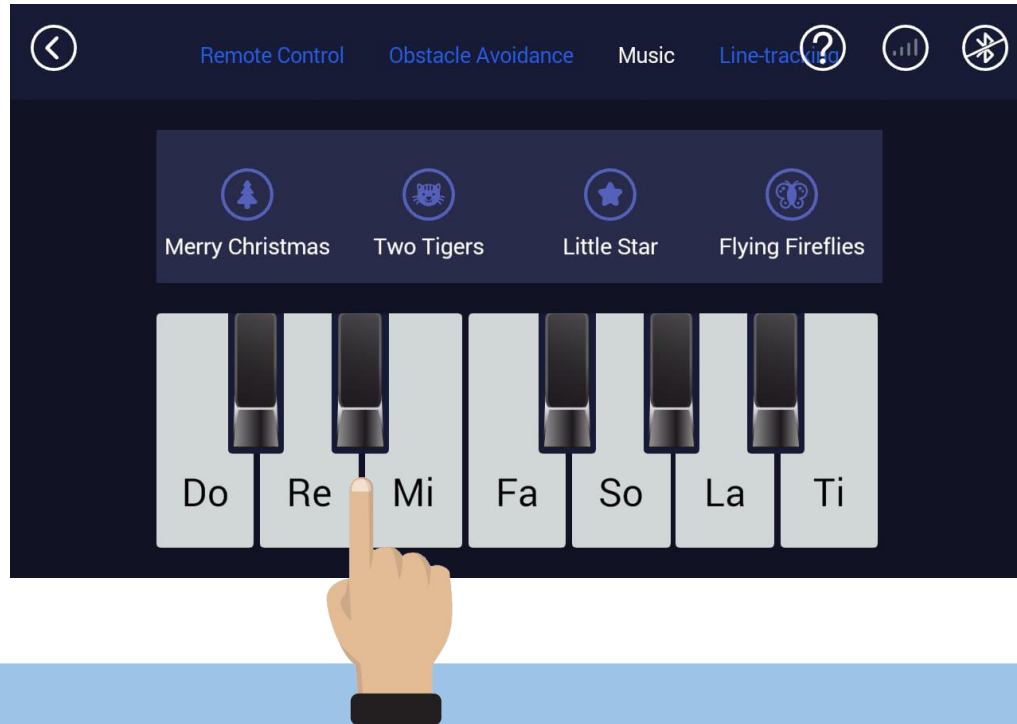 Remote Control Obstacle Avoidance Music Line-tracking
Merry Christmas Two Tigers Little Star Flying Fireflies
Do Re Mi Fa So La Ti